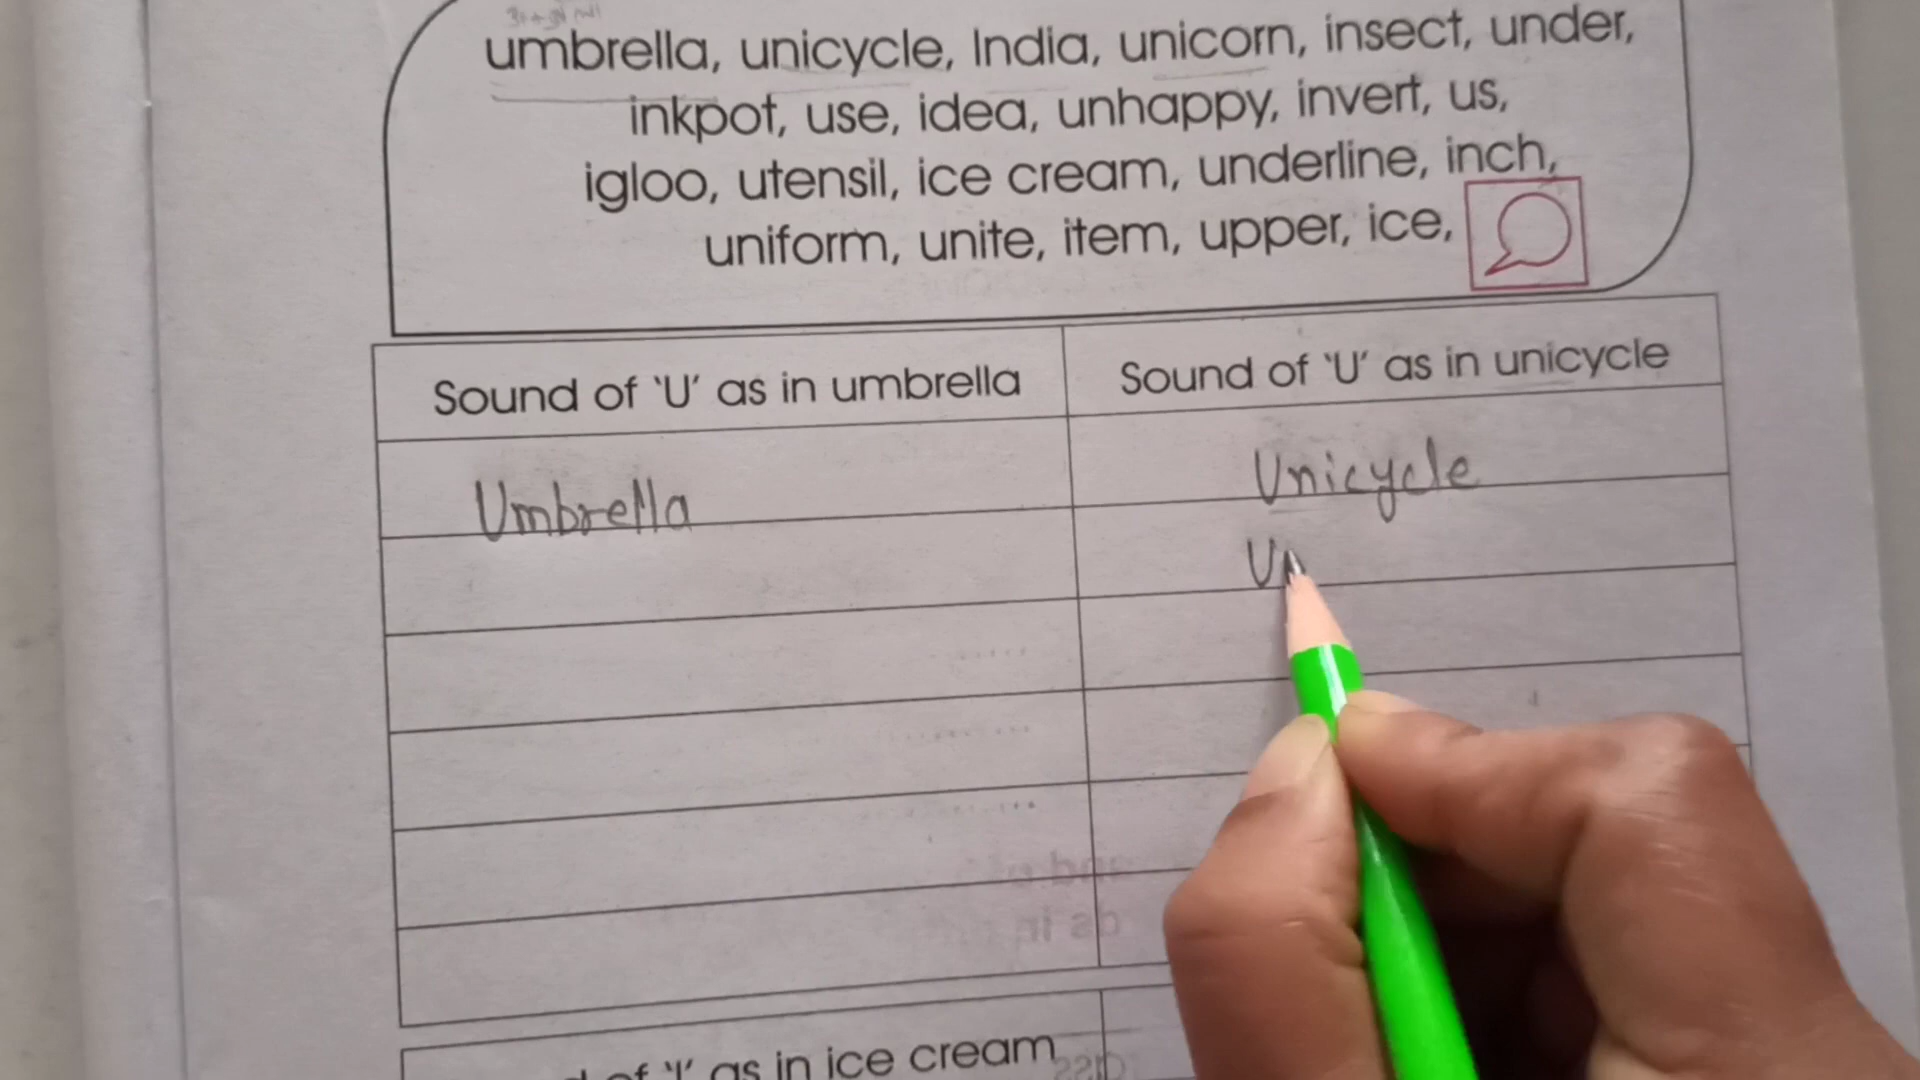 umbrella, unicycle, India, unicorn, insect, under,
inkpot, use, idea, unhappy, invert, us,
igloo, utensil, ice cream, underline, inch,
uniform, unite, item, upper, ice,
Sound of ‘U’ as in umbrella
Sound of ‘U’ as in unicycle
Umbrella
Unicycle
Un
of ‘I’ as in ice cream